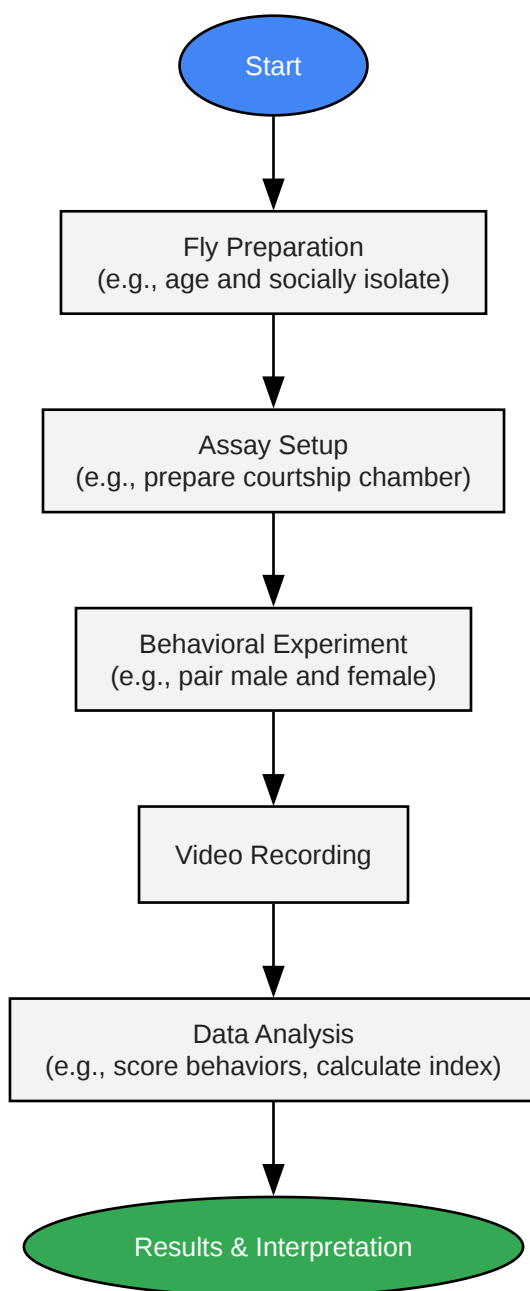 Start
Fly Preparation
(e.g., age and socially isolate)
Assay Setup
(e.g., prepare courtship chamber)
Behavioral Experiment
(e.g., pair male and female)
Video Recording
Data Analysis
(e.g., score behaviors, calculate index)
Results & Interpretation